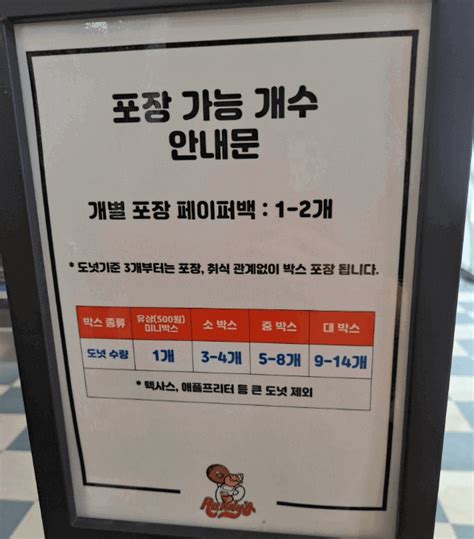 포장 가능 개수
안내문
개별 포장 페이퍼백 : 1-2개
* 도넛기준 3개부터는 포장, 취식 관계없이 박스 포장 됩니다.
박스 종류 유상(500원) 미니박스 소 박스 중 박스 대 박스
도넛 수량 1개 3-4개 5-8개 9-14개
* 텍사스, 애플프리터 등 큰 도넛 제외
Randy's